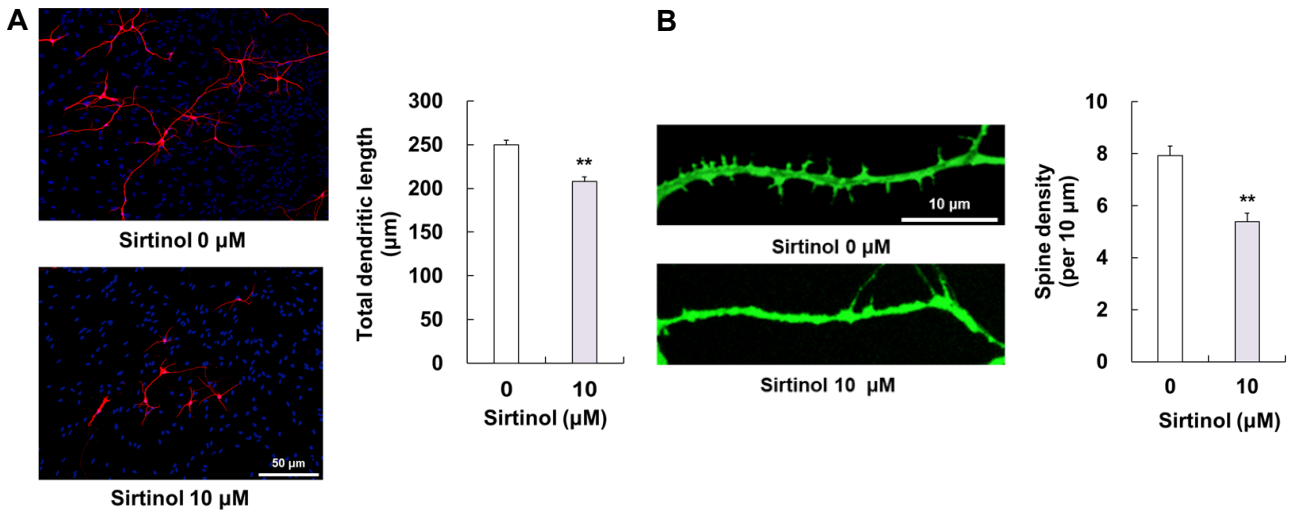 A
Sirtinol 0 µM
50 µm
Sirtinol 10 µM
Total dendritic length
(µm)
300
250
200
150
100
50
0
**
0
10
Sirtinol (µM)
B
10 µm
Sirtinol 0 µM
Sirtinol 10 µM
Spine density
(per 10 µm)
10
8
6
4
2
0
**
0
10
Sirtinol (µM)